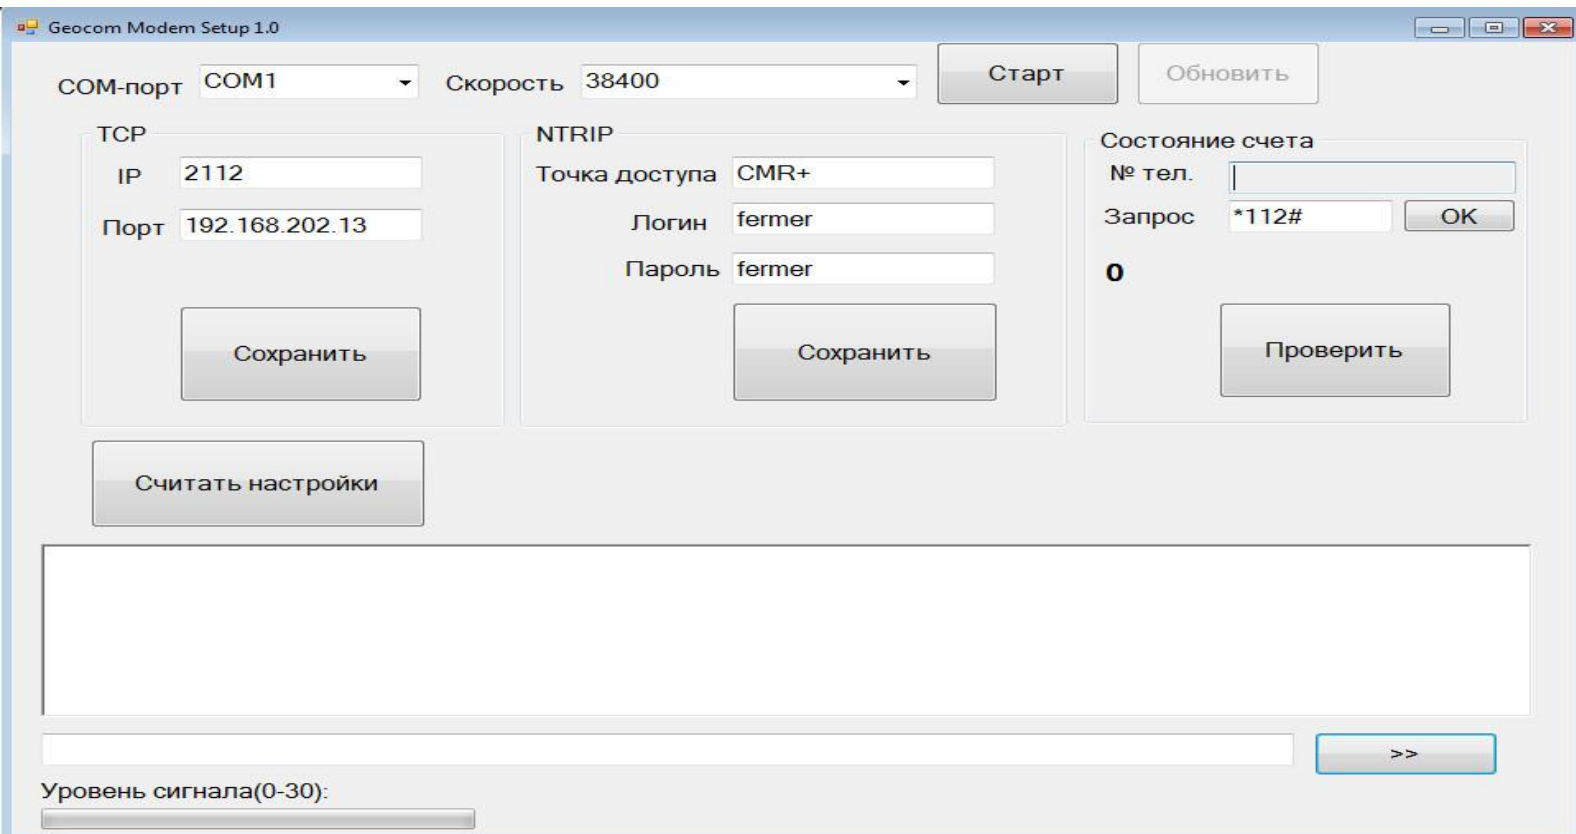 Geocom Modem Setup 1.0
COM-порт COM1 Скорость 38400 Старт Обновить
TCP
IP 2112
Порт 192.168.202.13
Сохранить
NTRIP
Точка доступа CMR+
Логин fermer
Пароль fermer
Сохранить
Состояние счета
№ тел.
Запрос *112# OK
0
Проверить
Считать настройки
>>
Уровень сигнала(0-30):